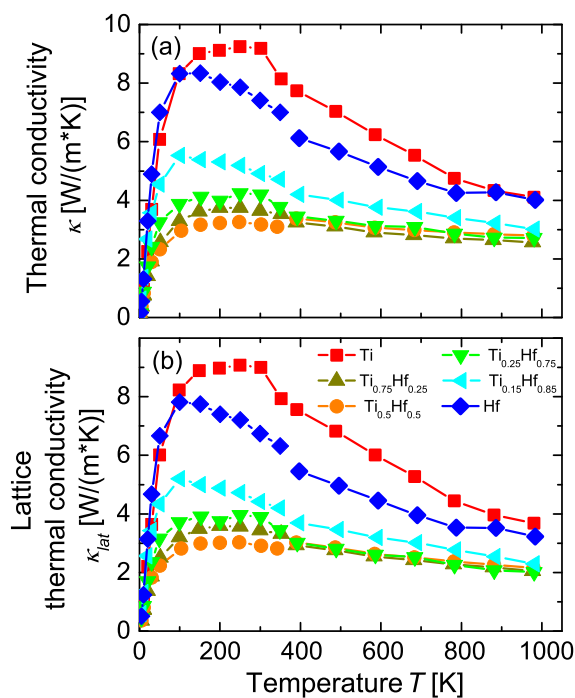 10
(a)
8
6
4
2
0
Thermal conductivity
κ [W/(m*K)]
(b)
Ti
Ti0.25Hf0.75
Ti0.75Hf0.25
Ti0.15Hf0.85
Ti0.5Hf0.5
Hf
8
6
4
2
0
Lattice
thermal conductivity
κlat [W/(m*K)]
0 200 400 600 800 1000
Temperature T [K]